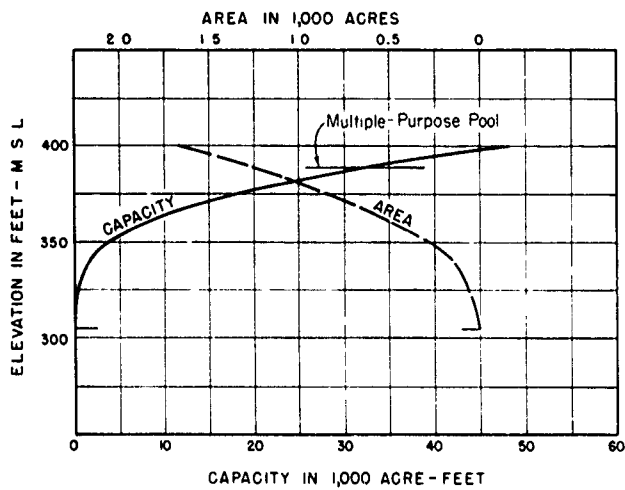 AREA IN 1,000 ACRES
2.0 1.5 1.0 0.5 0
Multiple-Purpose Pool
400
CAPACITY
AREA
350
300
ELEVATION IN FEET - M S L
0 10 20 30 40 50 60
CAPACITY IN 1,000 ACRE-FEET